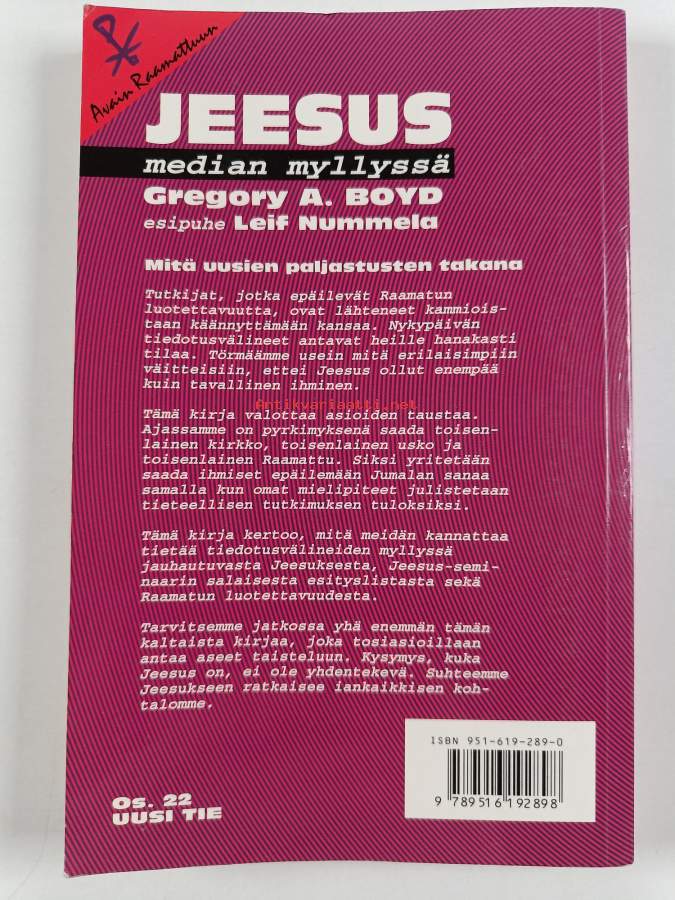 Avain Raamattuun
JEESUS
median myllyssä
Gregory A. BOYD
esipuhe Leif Nummela
Mitä uusien paljastusten takana
Tutkijat, jotka epäilevät Raamatun
luotettavuutta, ovat lähteneet kammiois-
taan käännyttämään kansaa. Nykypäivän
tiedotusvälineet antavat heille hanakasti
tilaa. Törmäämme usein mitä erilaisimpiin
väitteisiin, ettei Jeesus ollut enempää
kuin tavallinen ihminen.
Antikvariaatti.net
Tämä kirja valottaa asioiden taustaa.
Ajassamme on pyrkimyksenä saada toisen-
lainen kirkko, toisenlainen usko ja
toisenlainen Raamattu. Siksi yritetään
saada ihmiset epäilemään Jumalan sanaa
samalla kun omat mielipiteet julistetaan
tieteellisen tutkimuksen tuloksiksi.
Tämä kirja kertoo, mitä meidän kannattaa
tietää tiedotusvälineiden myllyssä
jauhautuvasta Jeesuksesta, Jeesus-semi-
naarin salaisesta esityslistasta sekä
Raamatun luotettavuudesta.
Tarvitsemme jatkossa yhä enemmän tämän
kaltaista kirjaa, joka tosiasioillaan
antaa aseet taisteluun. Kysymys, kuka
Jeesus on, ei ole yhdentekevä. Suhteemme
Jeesukseen ratkaisee iankaikkisen koh-
talomme.
ISBN 951-619-289-0
9 789516 192898
Os. 22
UUSI TIE